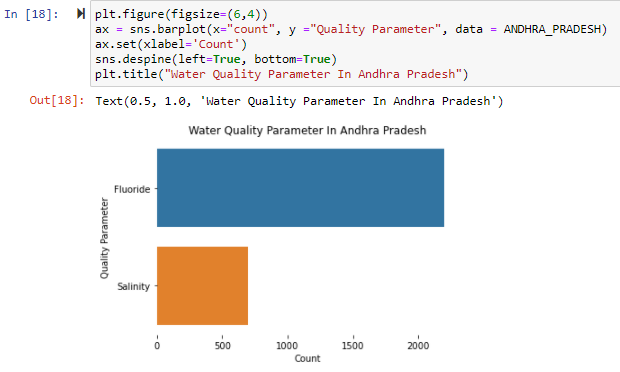 In [18]:
plt.figure(figsize=(6,4))
ax = sns.barplot(x="count", y ="Quality Parameter", data = ANDHRA_PRADESH)
ax.set(xlabel='Count')
sns.despine(left=True, bottom=True)
plt.title("Water Quality Parameter In Andhra Pradesh")
Out[18]: Text(0.5, 1.0, 'Water Quality Parameter In Andhra Pradesh')
Water Quality Parameter In Andhra Pradesh
Quality Parameter
Fluoride
Salinity
0 500 1000 1500 2000
Count